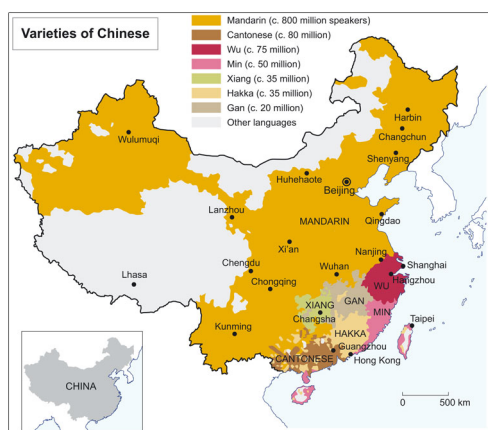 Varieties of Chinese
Mandarin (c. 800 million speakers)
Cantonese (c. 80 million)
Wu (c. 75 million)
Min (c. 50 million)
Xiang (c. 35 million)
Hakka (c. 35 million)
Gan (c. 20 million)
Other languages
Harbin
Changchun
Wulumuqi
Shenyang
Huhehaote
Beijing
Lanzhou
MANDARIN
Qingdao
Xi'an
Nanjing
Chengdu
Wuhan
Shanghai
Lhasa
Chongqing
WU
Hangzhou
GAN
XIANG
Changsha
MIN
Taipei
Kunming
HAKKA
Guangzhou
CANTONESE
Hong Kong
CHINA
0 500 km